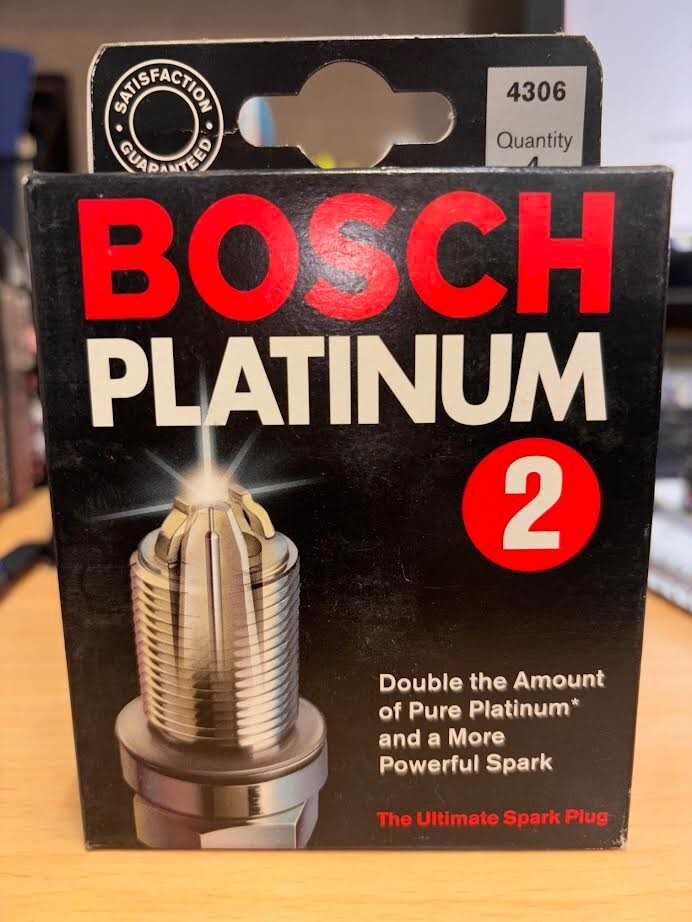 SATISFACTION
GUARANTEED
4306
Quantity
BOSCH
PLATINUM
2
Double the Amount
of Pure Platinum*
and a More
Powerful Spark
The Ultimate Spark Plug